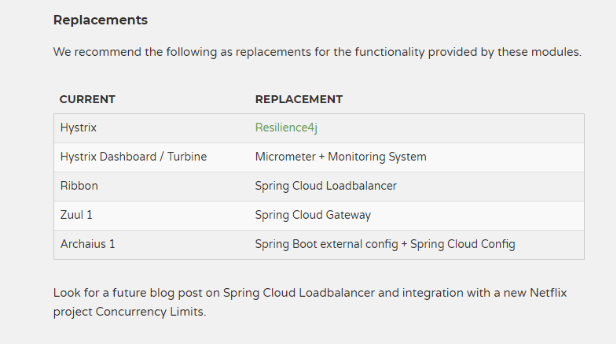 Replacements
We recommend the following as replacements for the functionality provided by these modules.
CURRENT REPLACEMENT
Hystrix Resilience4j
Hystrix Dashboard / Turbine Micrometer + Monitoring System
Ribbon Spring Cloud Loadbalancer
Zuul 1 Spring Cloud Gateway
Archaius 1 Spring Boot external config + Spring Cloud Config
Look for a future blog post on Spring Cloud Loadbalancer and integration with a new Netflix
project Concurrency Limits.